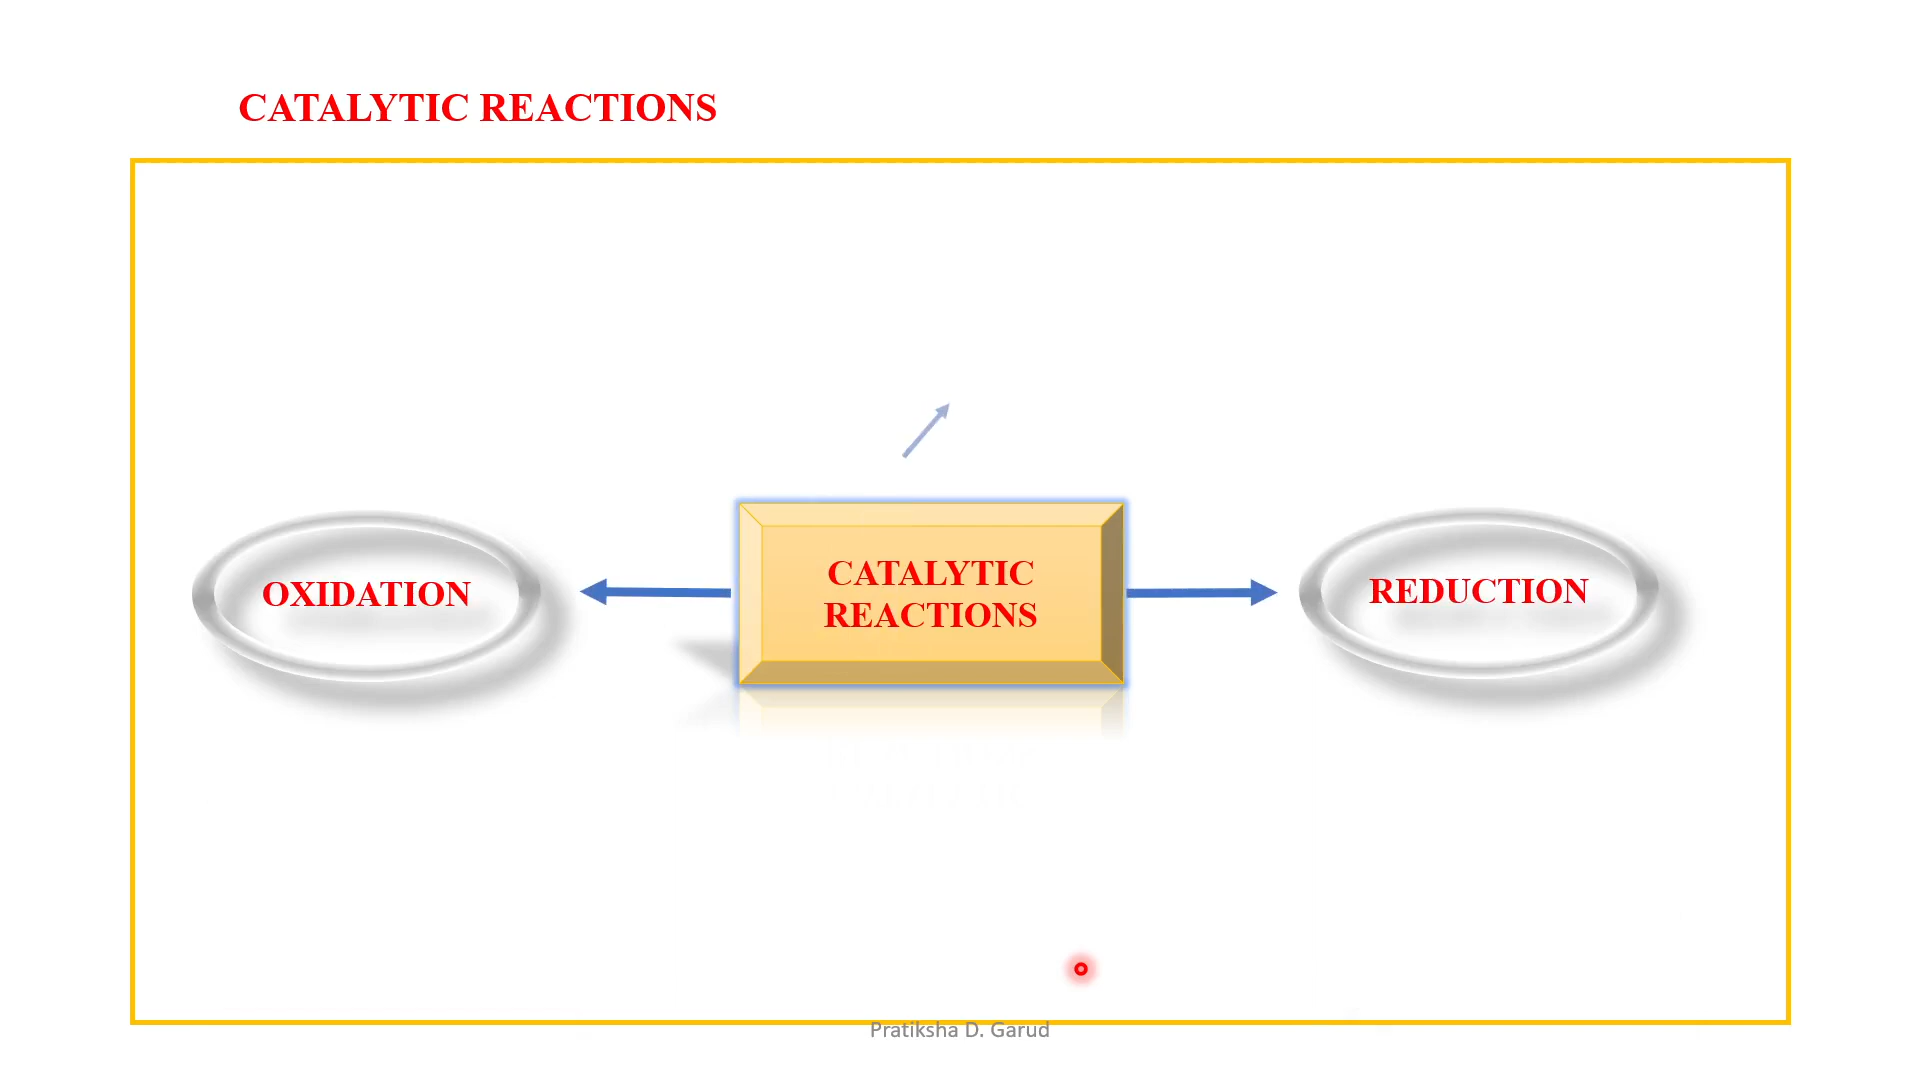 CATALYTIC REACTIONS
OXIDATION
CATALYTIC
REACTIONS
REDUCTION
Pratiksha D. Garud